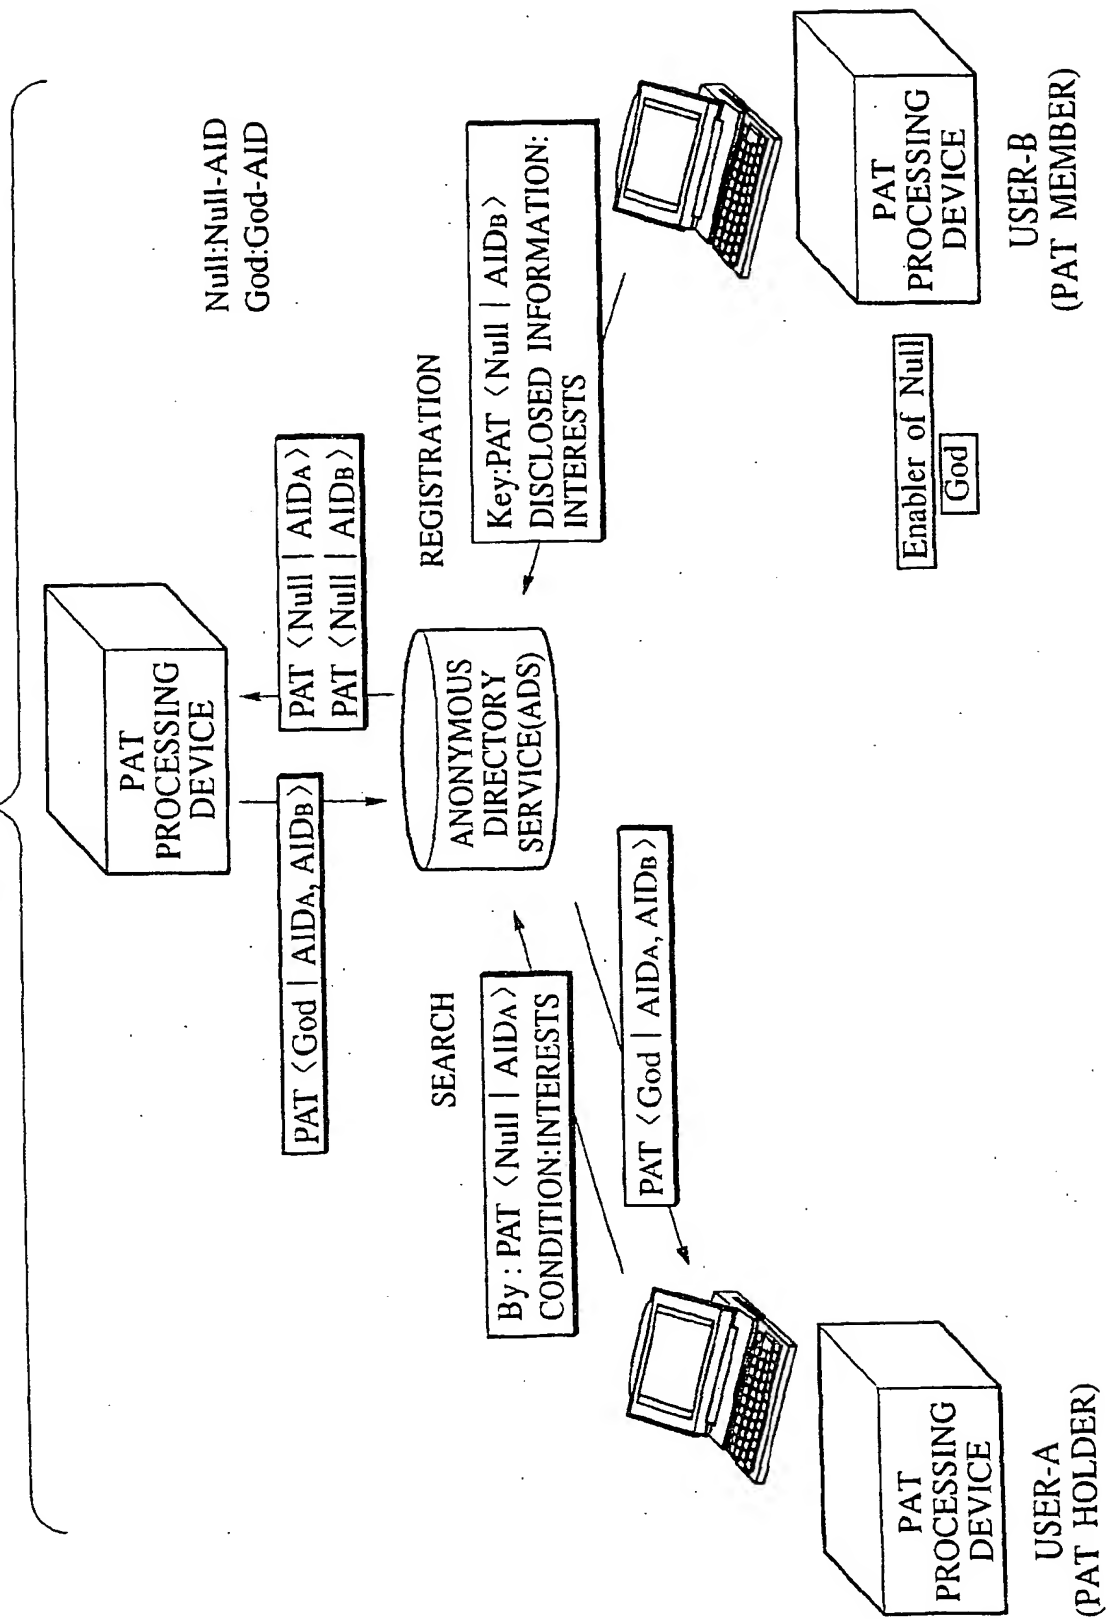 Null:Null-AID
God:God-AID
PAT
PROCESSING
DEVICE
PAT ⟨God | AIDA, AIDB⟩
PAT ⟨Null | AIDA⟩
PAT ⟨Null | AIDB⟩
SEARCH
REGISTRATION
ANONYMOUS
DIRECTORY
SERVICE(ADS)
By : PAT ⟨Null | AIDA⟩
CONDITION:INTERESTS
Key:PAT ⟨Null | AIDB⟩
DISCLOSED INFORMATION:
INTERESTS
PAT ⟨God | AIDA, AIDB⟩
PAT
PROCESSING
DEVICE
USER-A
(PAT HOLDER)
Enabler of Null
God
PAT
PROCESSING
DEVICE
USER-B
(PAT MEMBER)